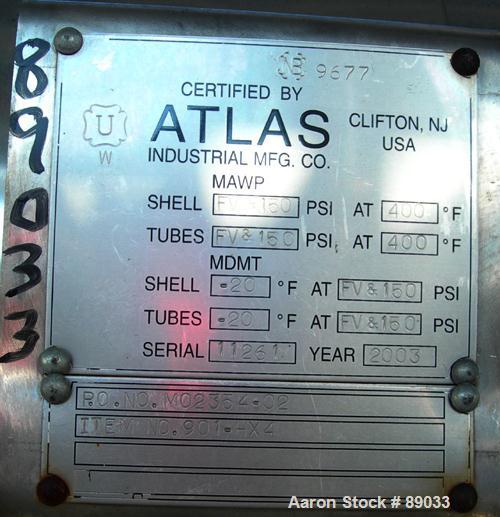 89033
NB 9677
CERTIFIED BY
U
W
ATLAS
CLIFTON, NJ
USA
INDUSTRIAL MFG. CO.
MAWP
SHELL FV&150 PSI AT 400 °F
TUBES FV&150 PSI AT 400 °F
MDMT
SHELL -20 °F AT FV&150 PSI
TUBES -20 °F AT FV&150 PSI
SERIAL 11261 YEAR 2003
P.O. NO. M02354-02
ITEM NO. 901-HX4
Aaron Stock # 89033